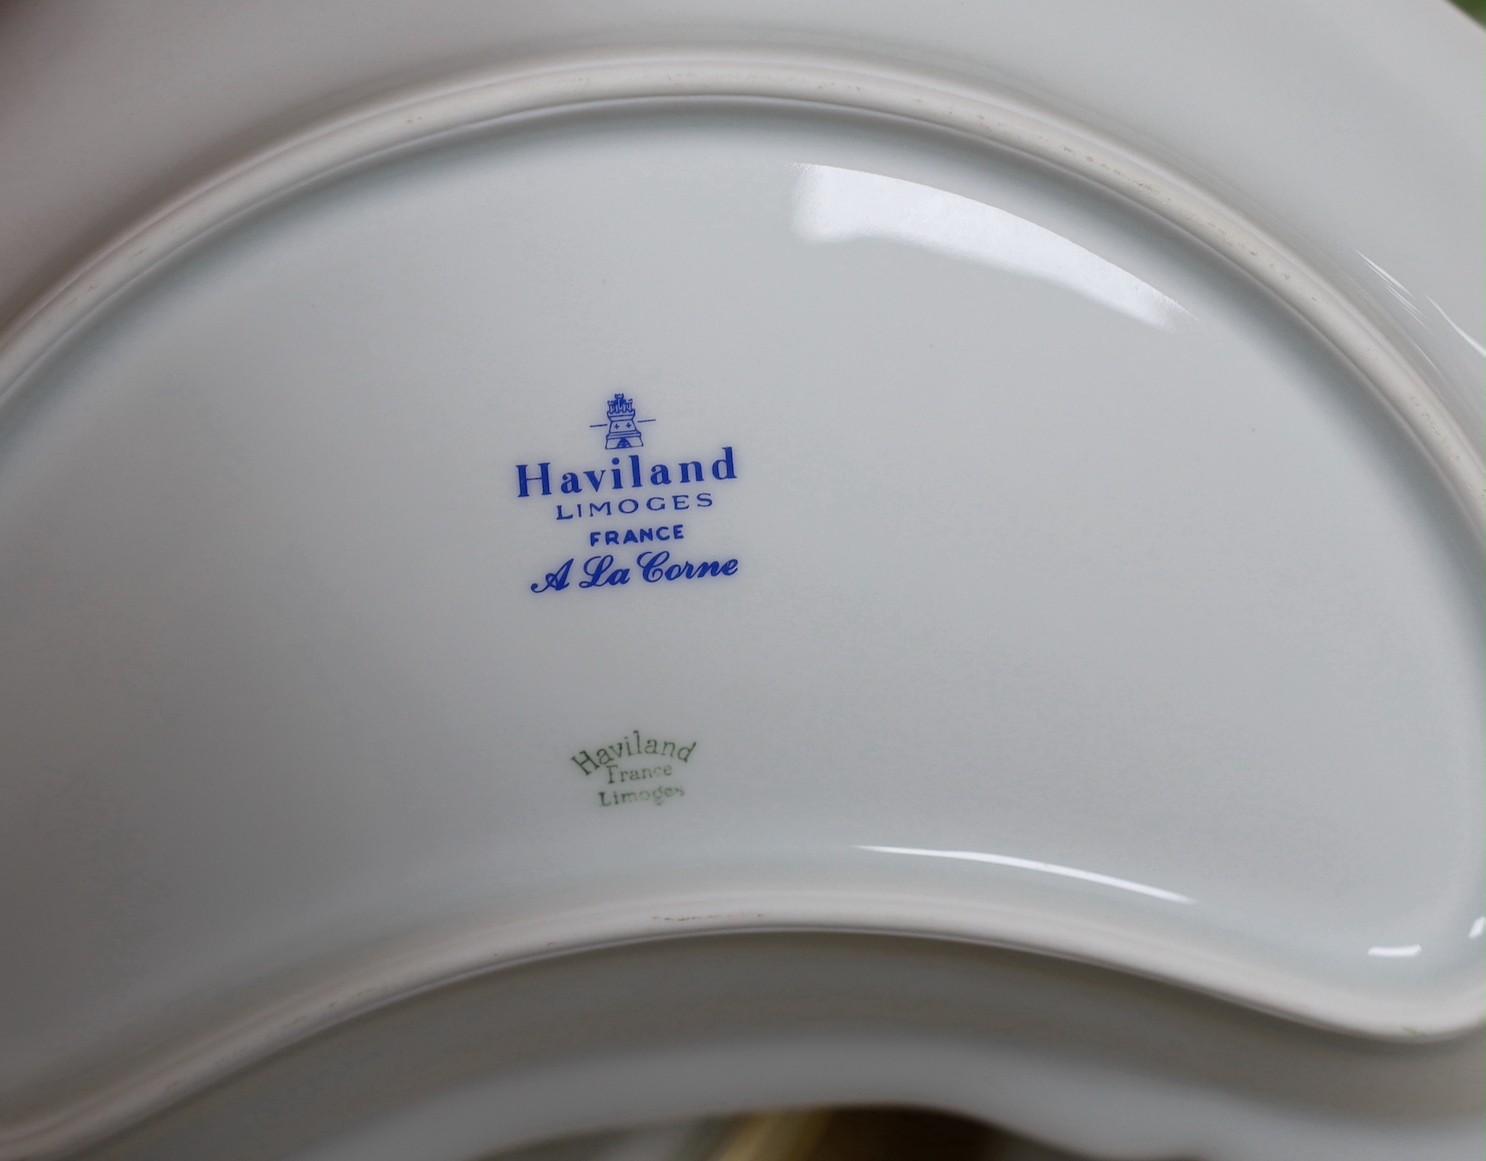 Haviland
LIMOGES
FRANCE
A La Corne
Haviland
France
Limoges